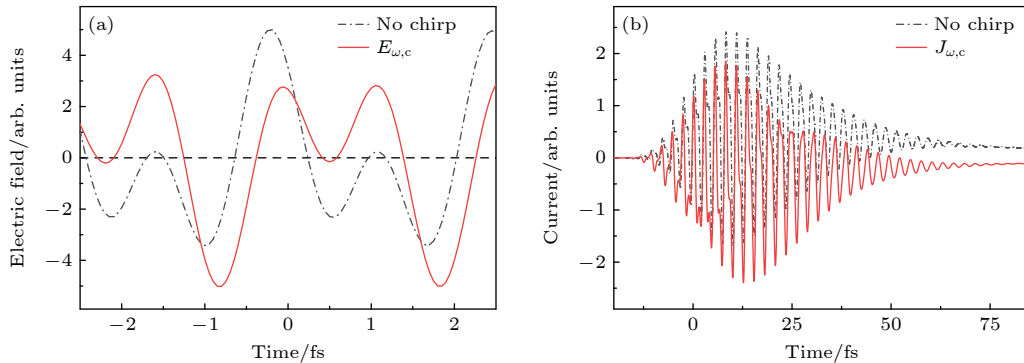 (a)
No chirp
E_{ω,c}
Electric field/arb. units
4
2
0
−2
−4
−2
−1
0
1
2
Time/fs
(b)
No chirp
J_{ω,c}
Current/arb. units
2
1
0
−1
−2
0
25
50
75
Time/fs